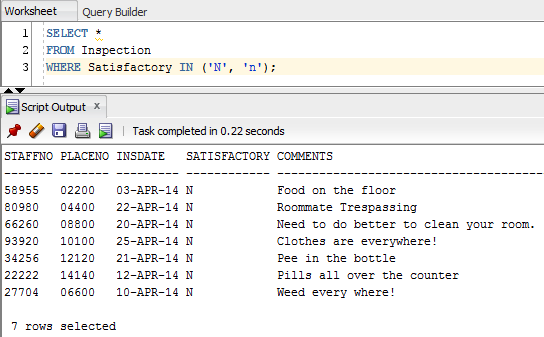 Worksheet Query Builder
1 SELECT *
2 FROM Inspection
3 WHERE Satisfactory IN ('N', 'n');
Script Output x
Task completed in 0.22 seconds
STAFFNO PLACENO INSDATE SATISFACTORY COMMENTS
------- ------- --------- ------------ ----------------------------------
58955 02200 03-APR-14 N Food on the floor
80980 04400 22-APR-14 N Roommate Trespassing
66260 08800 20-APR-14 N Need to do better to clean your room.
93920 10100 25-APR-14 N Clothes are everywhere!
34256 12120 21-APR-14 N Pee in the bottle
22222 14140 12-APR-14 N Pills all over the counter
27704 06600 10-APR-14 N Weed every where!
7 rows selected